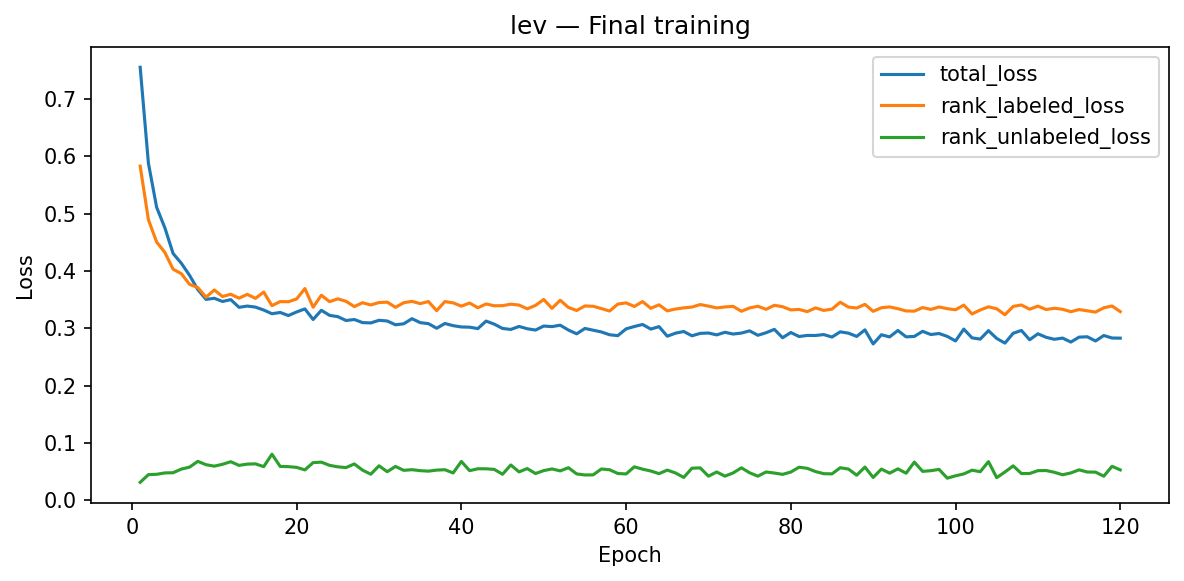 lev — Final training
total_loss
rank_labeled_loss
rank_unlabeled_loss
Loss
0.7
0.6
0.5
0.4
0.3
0.2
0.1
0.0
0 20 40 60 80 100 120
Epoch